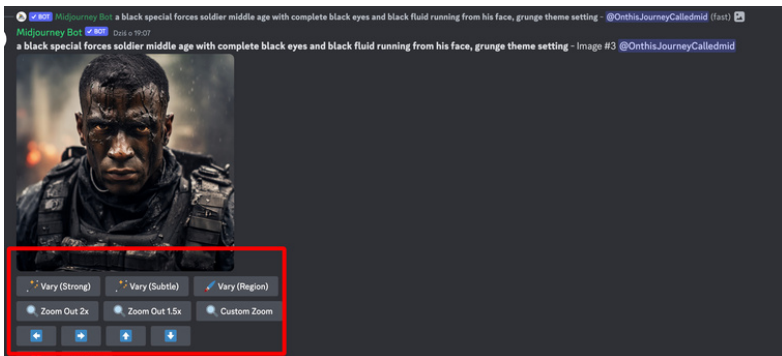 ✓ BOT Midjourney Bot a black special forces soldier middle age with complete black eyes and black fluid running from his face, grunge theme setting - @OnthisJourneyCalledmid (fast)
Midjourney Bot ✓ BOT Dziś o 19:07
a black special forces soldier middle age with complete black eyes and black fluid running from his face, grunge theme setting - Image #3 @OnthisJourneyCalledmid
Vary (Strong) Vary (Subtle) Vary (Region)
Zoom Out 2x Zoom Out 1.5x Custom Zoom